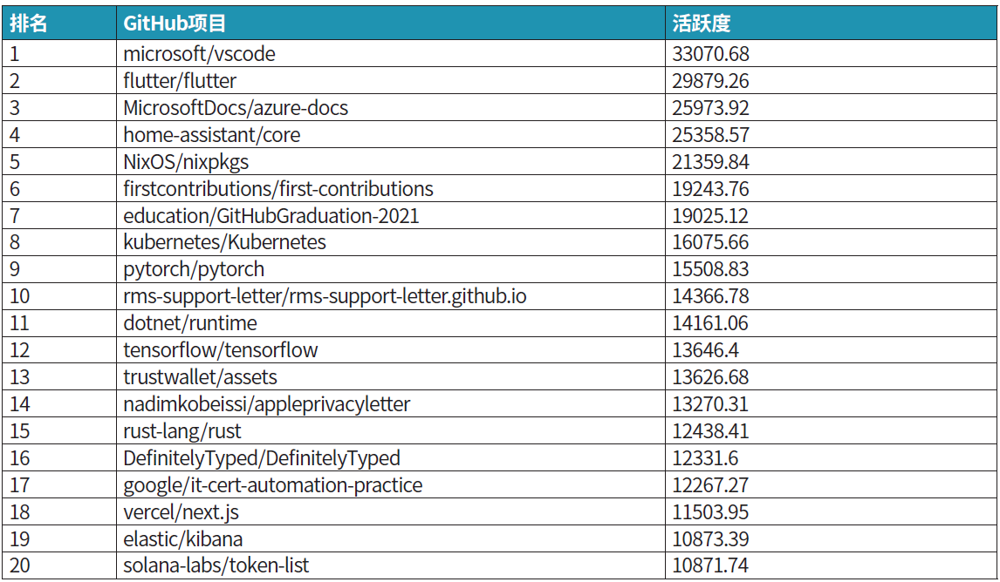 排名 GitHub项目 活跃度
1 microsoft/vscode 33070.68
2 flutter/flutter 29879.26
3 MicrosoftDocs/azure-docs 25973.92
4 home-assistant/core 25358.57
5 NixOS/nixpkgs 21359.84
6 firstcontributions/first-contributions 19243.76
7 education/GitHubGraduation-2021 19025.12
8 kubernetes/Kubernetes 16075.66
9 pytorch/pytorch 15508.83
10 rms-support-letter/rms-support-letter.github.io 14366.78
11 dotnet/runtime 14161.06
12 tensorflow/tensorflow 13646.4
13 trustwallet/assets 13626.68
14 nadimkobeissi/appleprivacyletter 13270.31
15 rust-lang/rust 12438.41
16 DefinitelyTyped/DefinitelyTyped 12331.6
17 google/it-cert-automation-practice 12267.27
18 vercel/next.js 11503.95
19 elastic/kibana 10873.39
20 solana-labs/token-list 10871.74